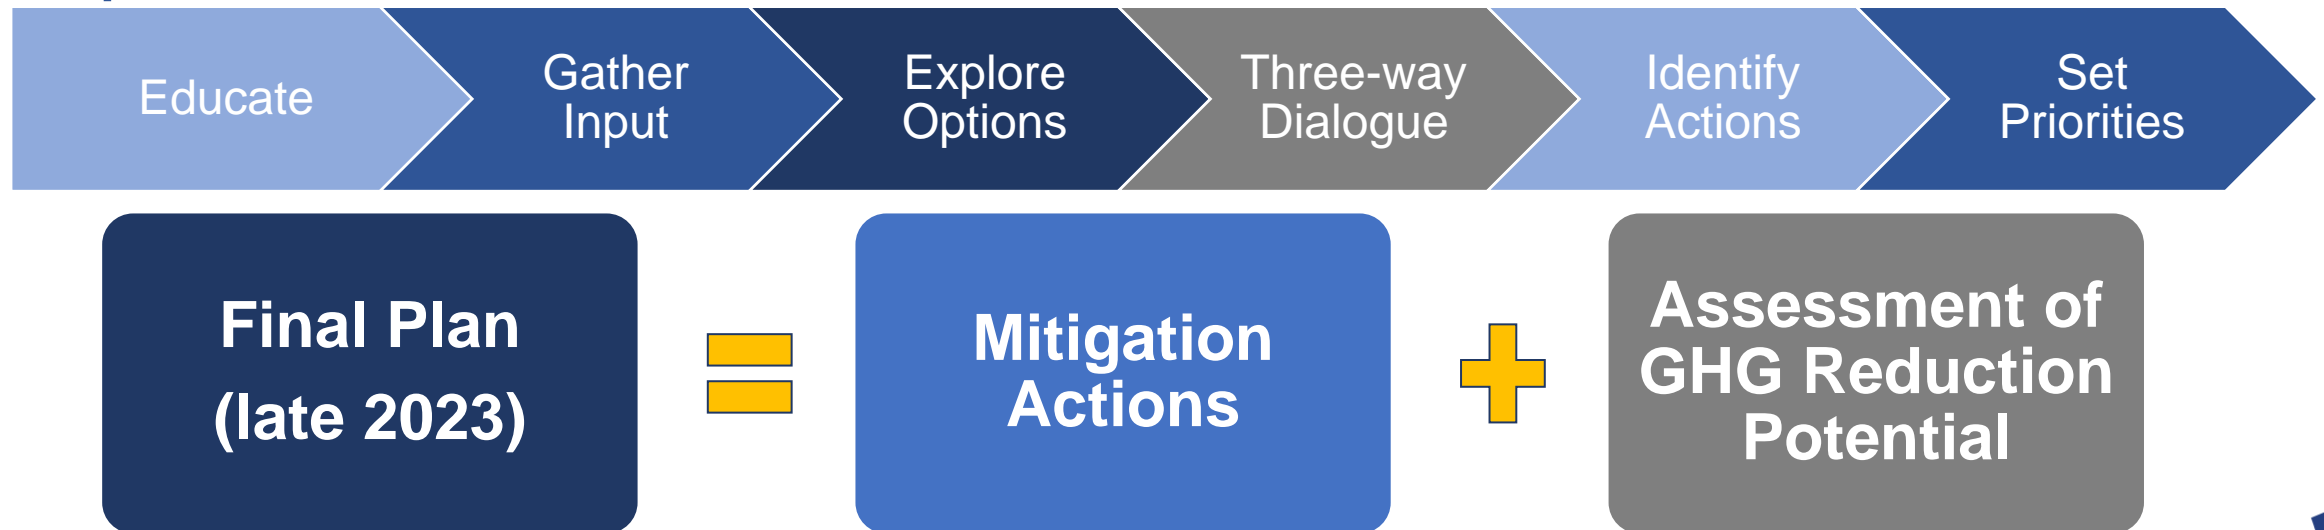 Educate
Gather
Input
Explore
Options
Three-way
Dialogue
Identify
Actions
Set
Priorities
Final Plan
(late 2023)
Mitigation
Actions
Assessment of
GHG Reduction
Potential